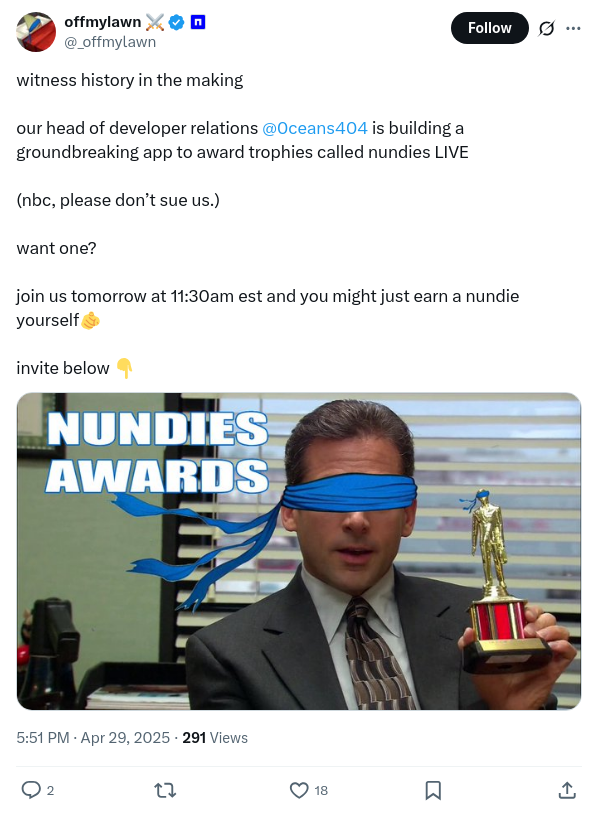 offmylawn ⚔️
@_offmylawn
Follow
witness history in the making
our head of developer relations @0ceans404 is building a
groundbreaking app to award trophies called nundies LIVE
(nbc, please don’t sue us.)
want one?
join us tomorrow at 11:30am est and you might just earn a nundie
yourself🫵
invite below 👇
NUNDIES
AWARDS
5:51 PM · Apr 29, 2025 · 291 Views
2
18